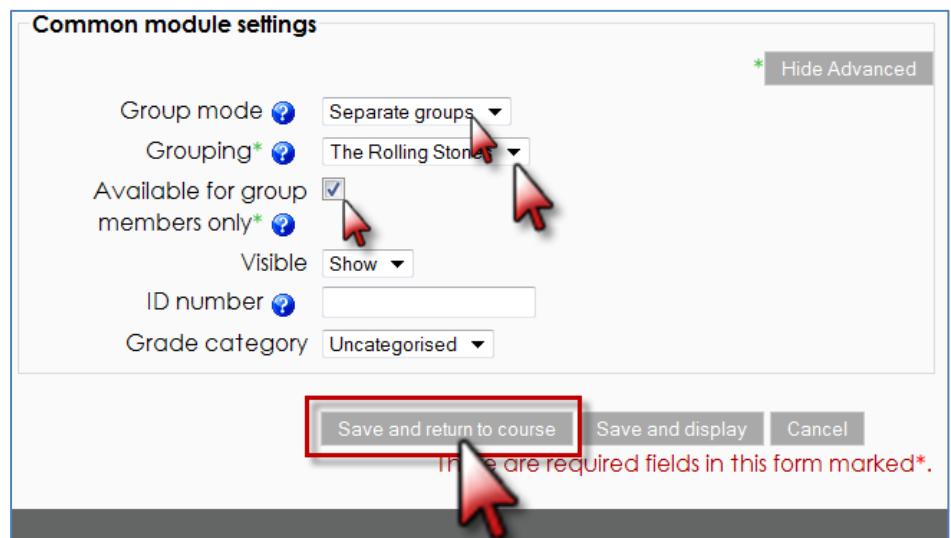 Common module settings
* Hide Advanced
Group mode Separate groups
Grouping* The Rolling Stones
Available for group
members only*
Visible Show
ID number
Grade category Uncategorised
Save and return to course Save and display Cancel
There are required fields in this form marked*.